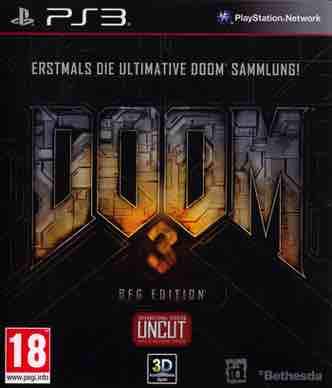 PS3
PlayStation Network
ERSTMALS DIE ULTIMATIVE DOOM® SAMMLUNG!
DOOM
3
BFG EDITION
UNCUT
18
www.pegi.info
3D
id
Bethesda